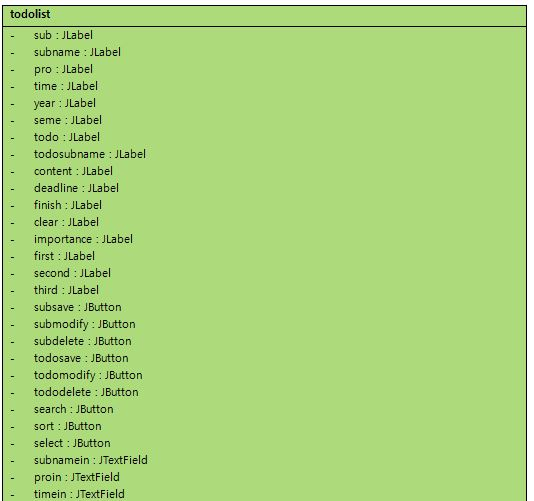 todolist
- sub : JLabel
- subname : JLabel
- pro : JLabel
- time : JLabel
- year : JLabel
- seme : JLabel
- todo : JLabel
- todosubname : JLabel
- content : JLabel
- deadline : JLabel
- finish : JLabel
- clear : JLabel
- importance : JLabel
- first : JLabel
- second : JLabel
- third : JLabel
- subsave : JButton
- submodify : JButton
- subdelete : JButton
- todosave : JButton
- todomodify : JButton
- tododelete : JButton
- search : JButton
- sort : JButton
- select : JButton
- subnamein : JTextField
- proin : JTextField
- timein : JTextField